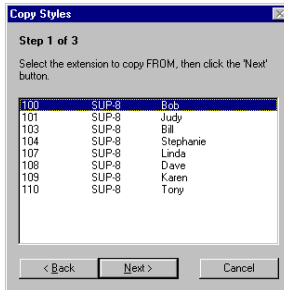 Copy Styles
Step 1 of 3
Select the extension to copy FROM, then click the 'Next'
button.
100 SUP-8 Bob
101 SUP-8 Judy
103 SUP-8 Bill
104 SUP-8 Stephanie
107 SUP-8 Linda
108 SUP-8 Dave
109 SUP-8 Karen
110 SUP-8 Tony
< Back Next > Cancel